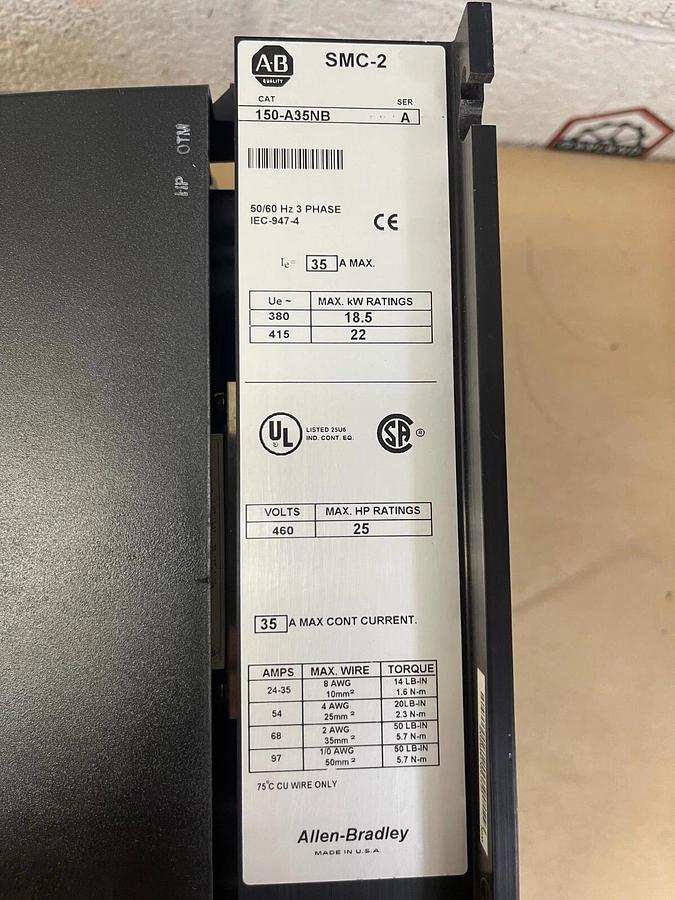 A-B
QUALITY
SMC-2
CAT SER
150-A35NB A
50/60 Hz 3 PHASE
IEC-947-4
CE
Ie= 35 A MAX.
Ue ~ MAX. kW RATINGS
380 18.5
415 22
UL
LISTED 25U6
IND. CONT. EQ.
SA ®
VOLTS MAX. HP RATINGS
460 25
35 A MAX CONT CURRENT.
AMPS MAX. WIRE TORQUE
24-35 8 AWG 10mm² 14 LB-IN 1.6 N-m
54 4 AWG 25mm² 20LB-IN 2.3 N-m
68 2 AWG 35mm² 50 LB-IN 5.7 N-m
97 1/0 AWG 50mm² 50 LB-IN 5.7 N-m
75°C CU WIRE ONLY
Allen-Bradley
MADE IN U.S.A.
HP OTM